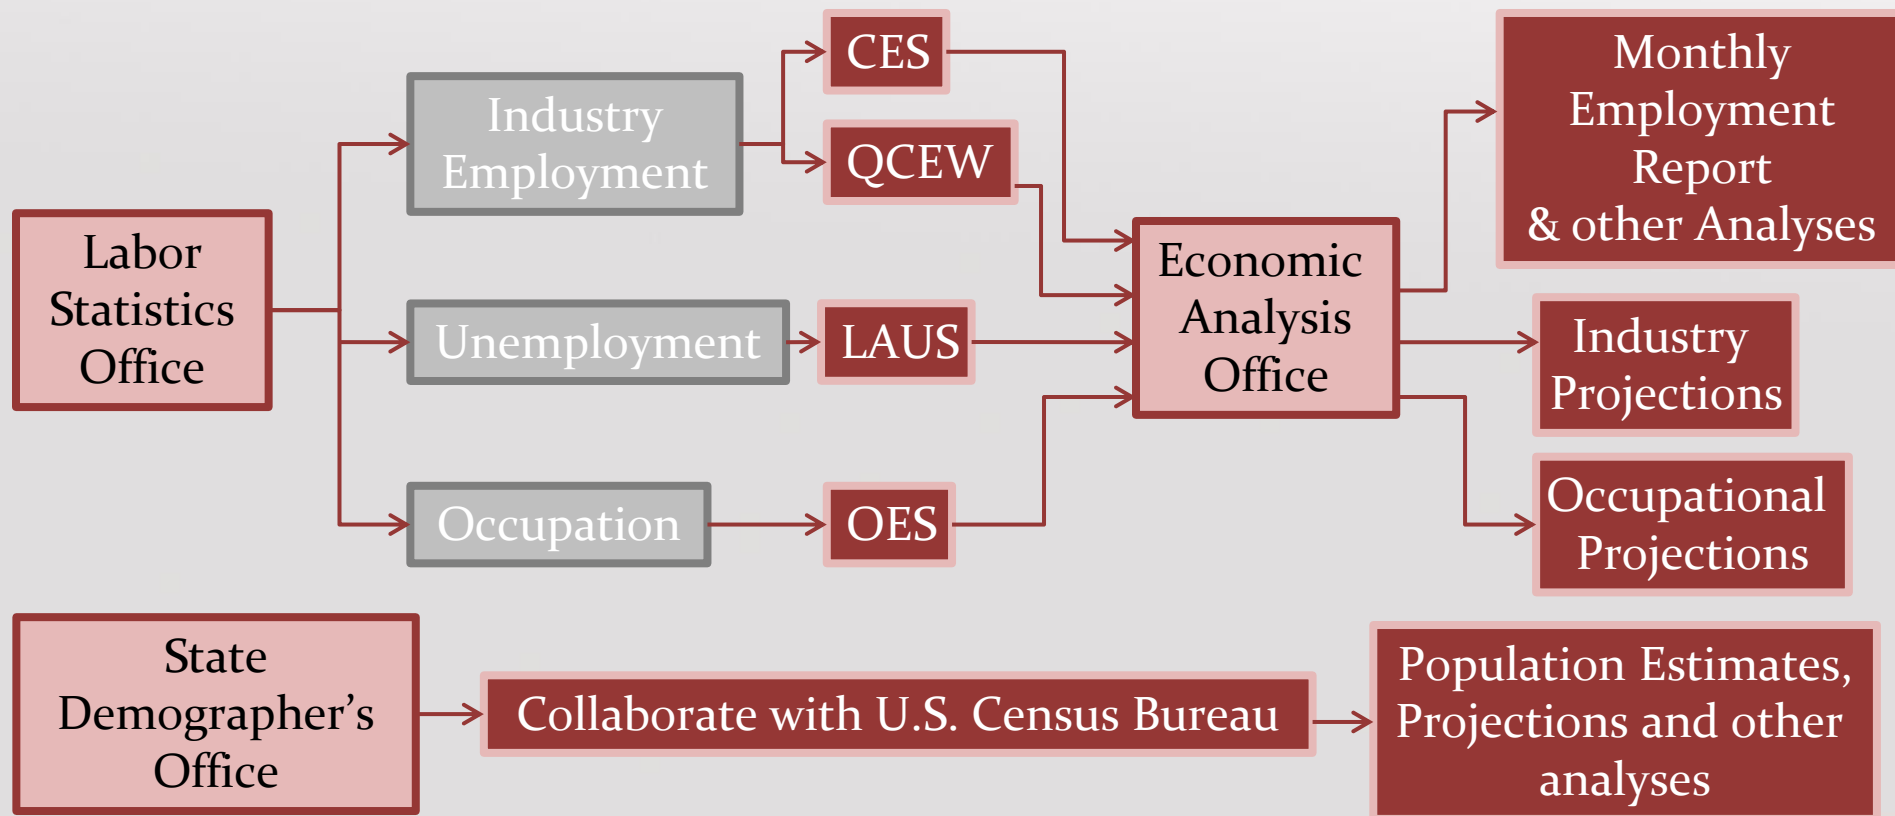 Labor
Statistics
Office
Industry
Employment
Unemployment
Occupation
CES
QCEW
LAUS
OES
Economic
Analysis
Office
Monthly
Employment
Report
& other Analyses
Industry
Projections
Occupational
Projections
State
Demographer’s
Office
Collaborate with U.S. Census Bureau
Population Estimates,
Projections and other
analyses